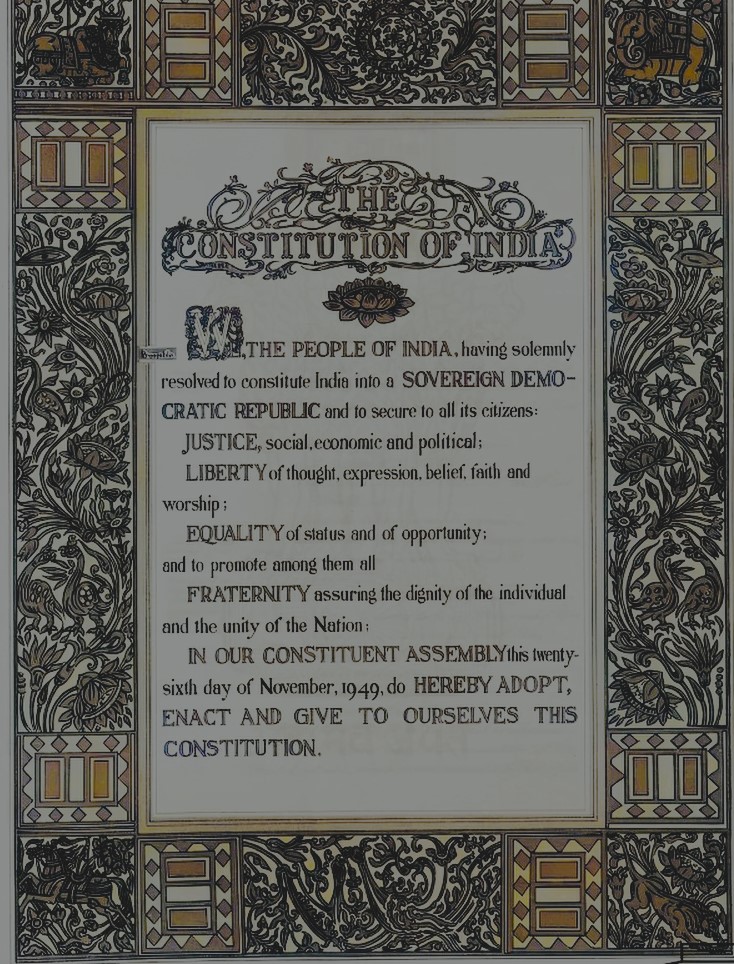 THE
CONSTITUTION OF INDIA
WE, THE PEOPLE OF INDIA, having solemnly
resolved to constitute India into a SOVEREIGN DEMO-
CRATIC REPUBLIC and to secure to all its citizens:
JUSTICE, social, economic and political;
LIBERTY of thought, expression, belief, faith and
worship;
EQUALITY of status and of opportunity;
and to promote among them all
FRATERNITY assuring the dignity of the individual
and the unity of the Nation;
IN OUR CONSTITUENT ASSEMBLY this twenty-
sixth day of November, 1949, do HEREBY ADOPT,
ENACT AND GIVE TO OURSELVES THIS
CONSTITUTION.